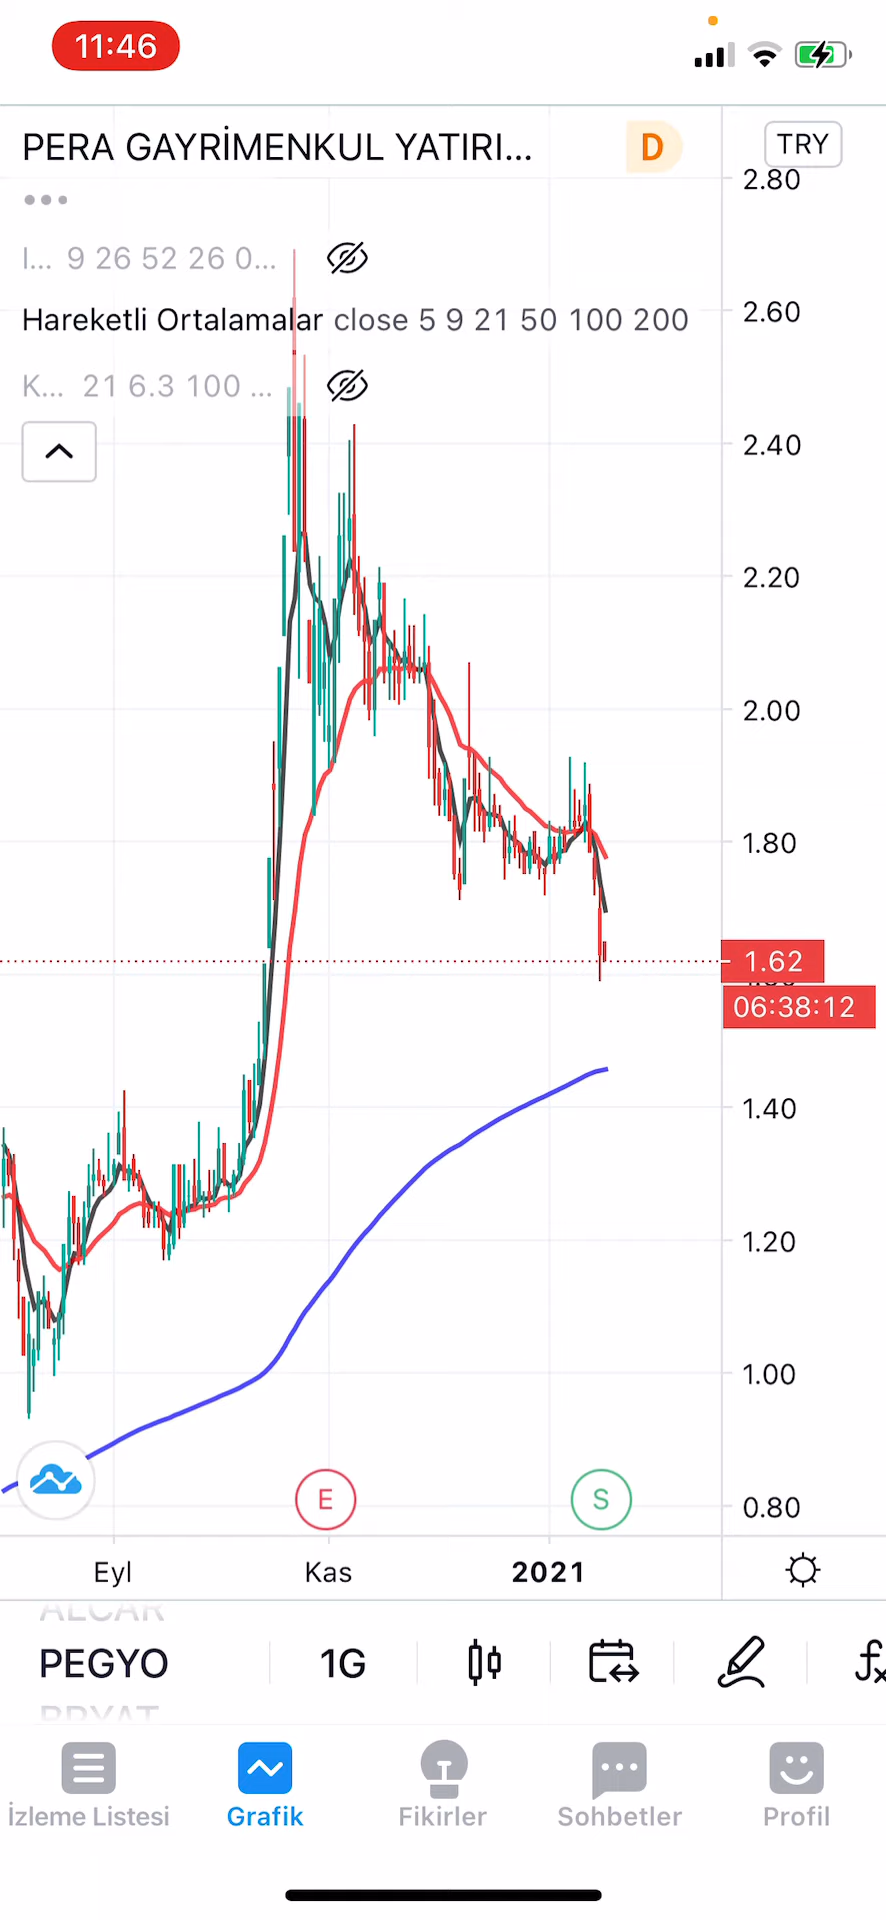 11:46
PERA GAYRİMENKUL YATIRI... D TRY
2.80
I... 9 26 52 26 0...
Hareketli Ortalamalar close 5 9 21 50 100 200
2.60
K... 21 6.3 100 ...
2.40
2.20
2.00
1.80
1.62
06:38:12
1.40
1.20
1.00
0.80
E S
Eyl Kas 2021
ALCAR
PEGYO 1G
BRYAT
İzleme Listesi Grafik Fikirler Sohbetler Profil